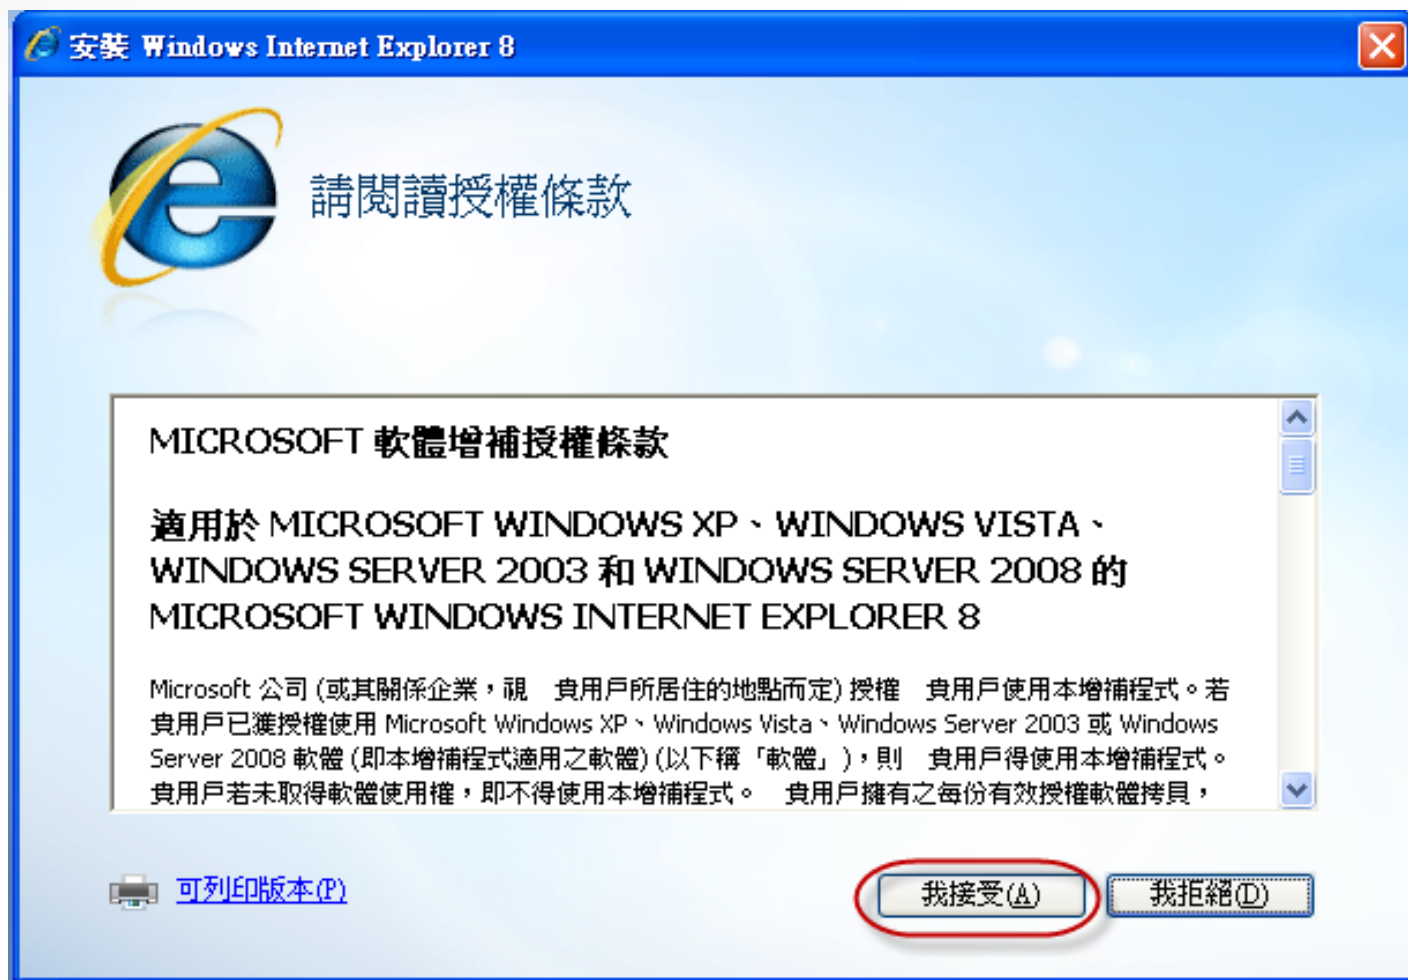 安裝 Windows Internet Explorer 8
請閱讀授權條款
MICROSOFT 軟體增補授權條款
適用於 MICROSOFT WINDOWS XP、WINDOWS VISTA、
WINDOWS SERVER 2003 和 WINDOWS SERVER 2008 的
MICROSOFT WINDOWS INTERNET EXPLORER 8
Microsoft 公司 (或其關係企業，視　貴用戶所居住的地點而定) 授權　貴用戶使用本增補程式。若
貴用戶已獲授權使用 Microsoft Windows XP、Windows Vista、Windows Server 2003 或 Windows
Server 2008 軟體 (即本增補程式適用之軟體) (以下稱「軟體」)，則　貴用戶得使用本增補程式。
貴用戶若未取得軟體使用權，即不得使用本增補程式。　貴用戶擁有之每份有效授權軟體拷貝，
可列印版本(P)
我接受(A)
我拒絕(D)